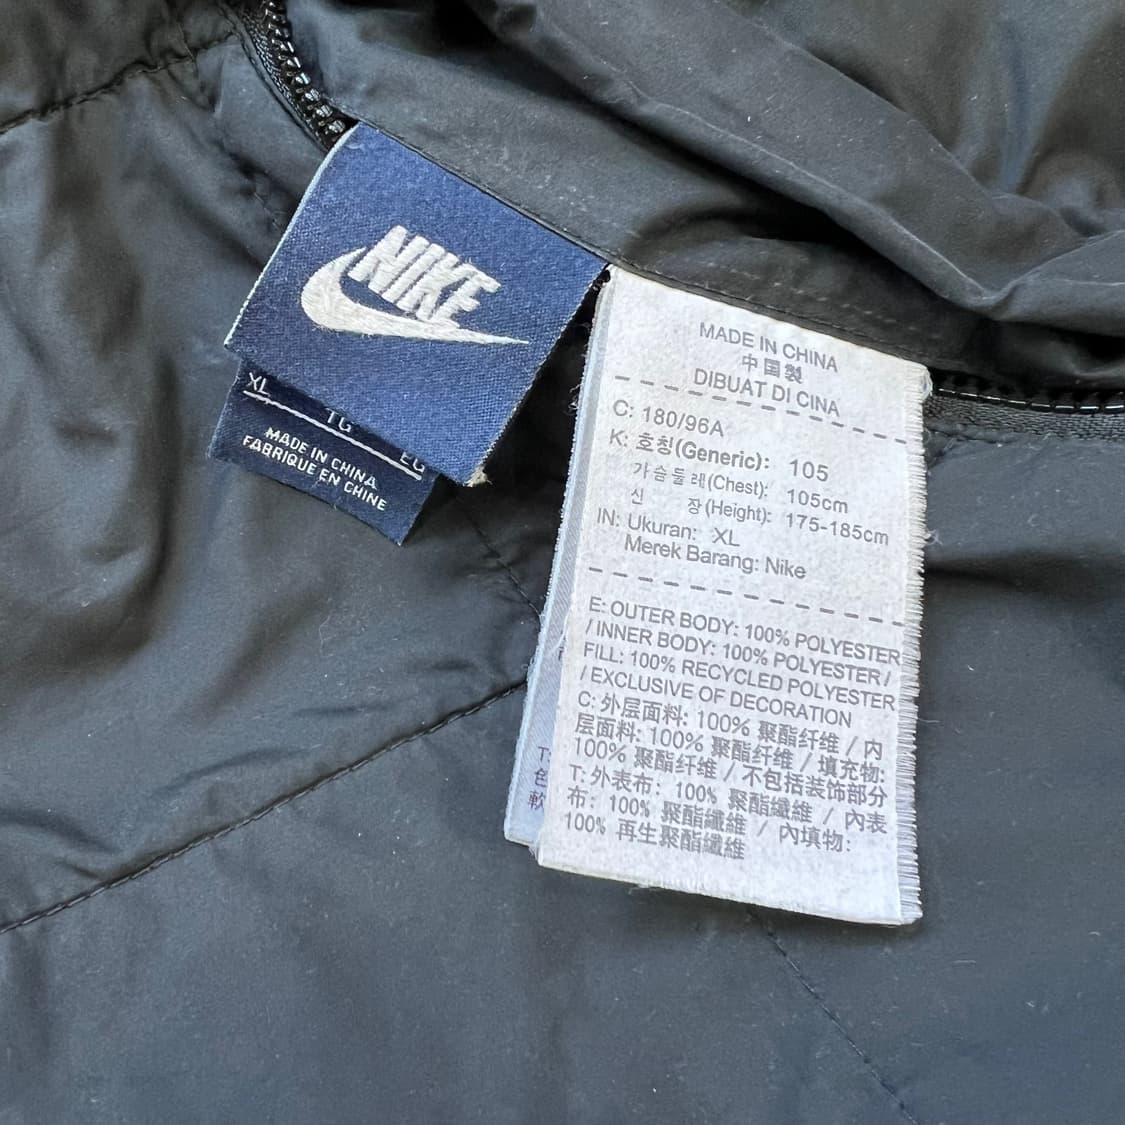 NIKE
XL
TG
EG
MADE IN CHINA
FABRIQUE EN CHINE
MADE IN CHINA
中国製
DIBUAT DI CINA
C: 180/96A
K: 호칭(Generic): 105
가슴둘레(Chest): 105cm
신 장(Height): 175-185cm
IN: Ukuran: XL
Merek Barang: Nike
E: OUTER BODY: 100% POLYESTER
/ INNER BODY: 100% POLYESTER /
FILL: 100% RECYCLED POLYESTER
/ EXCLUSIVE OF DECORATION
C: 外层面料: 100% 聚酯纤维 / 内
层面料: 100% 聚酯纤维 / 填充物:
100% 聚酯纤维 / 不包括装饰部分
T: 外表布: 100% 聚酯纖維 / 內表
布: 100% 聚酯纖維 / 內填物:
100% 再生聚酯纖維
T:
色
軟